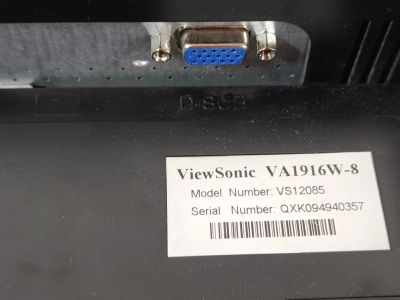 D-SUB
ViewSonic VA1916W-8
Model Number: VS12085
Serial Number: QXK094940357